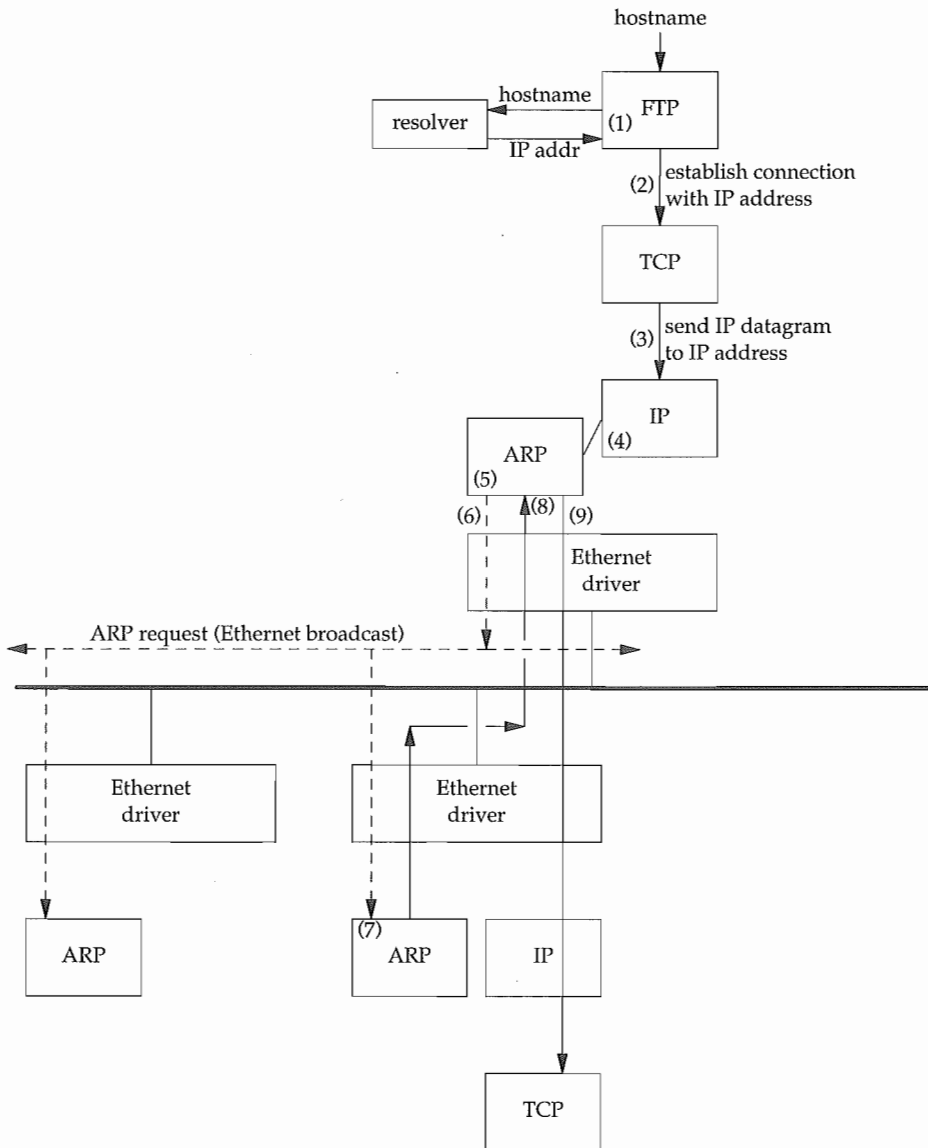 hostname
hostname
FTP
(1)
resolver
IP addr
establish connection
(2)
with IP address
TCP
send IP datagram
(3)
to IP address
IP
(4)
ARP
(5)
(6)
(8)
(9)
Ethernet
driver
ARP request (Ethernet broadcast)
Ethernet
driver
Ethernet
driver
(7)
ARP
ARP
IP
TCP